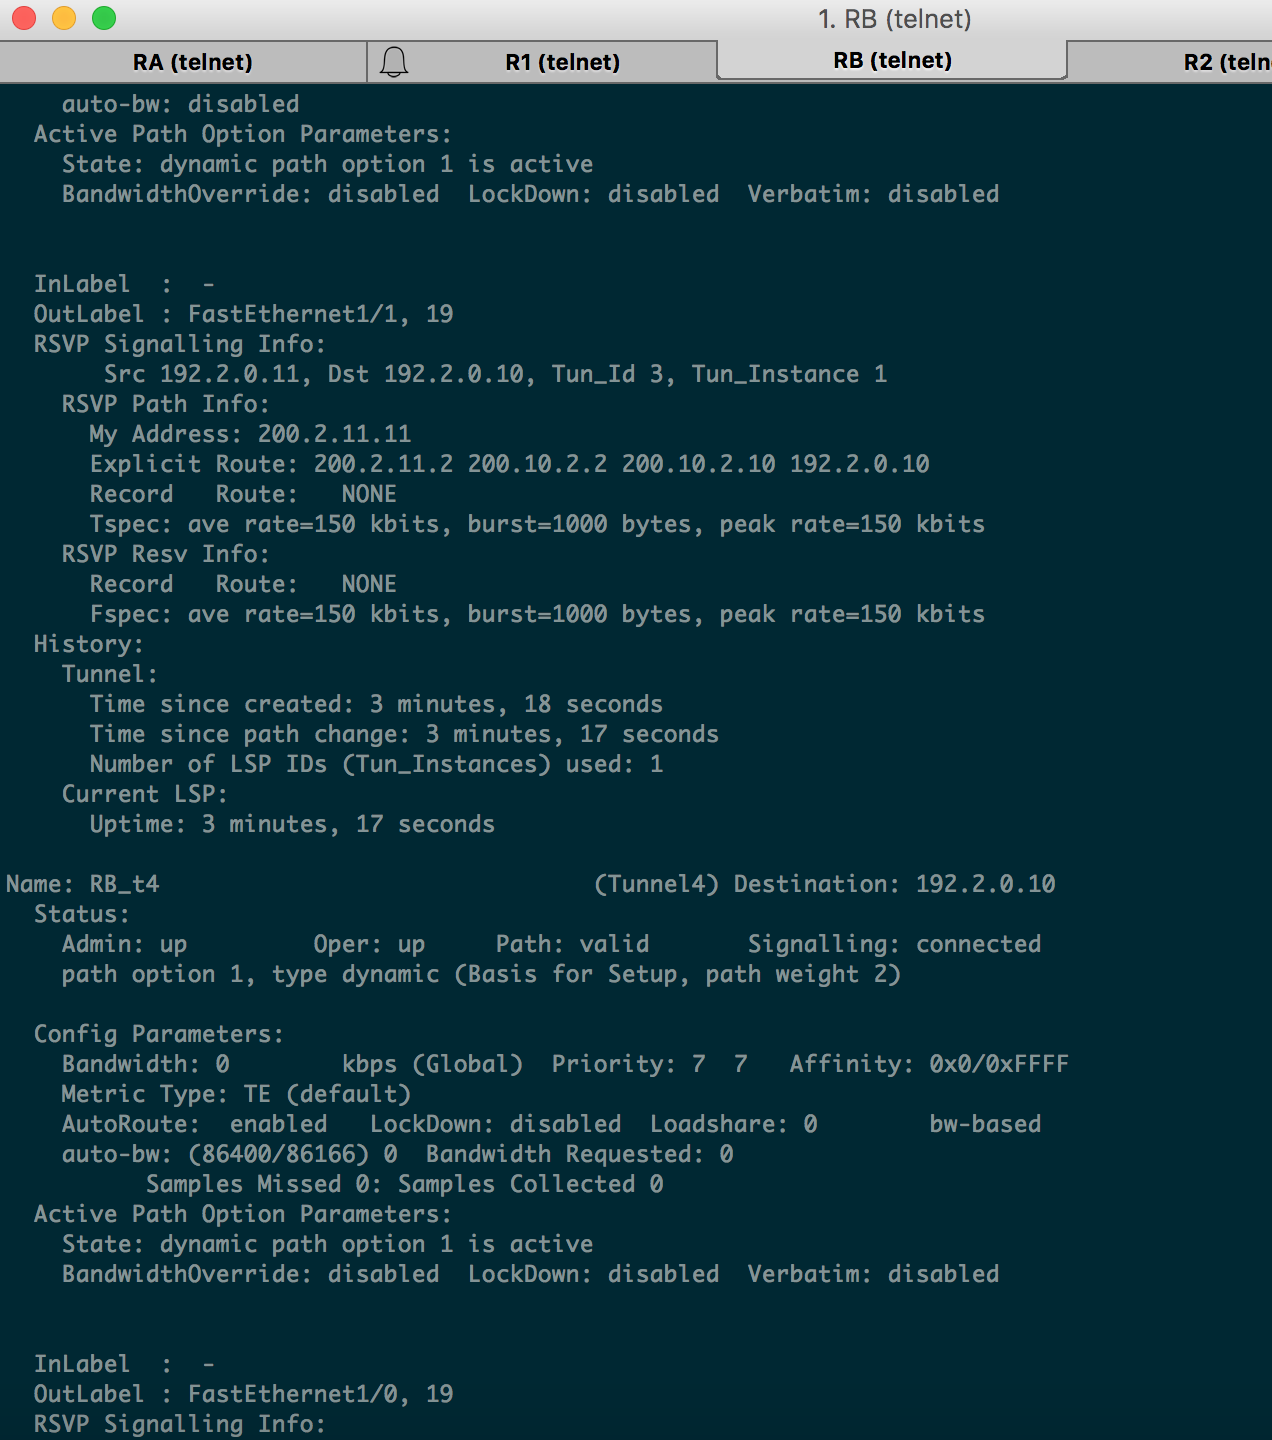 1. RB (telnet)
RA (telnet) R1 (telnet) RB (telnet) R2 (teln
auto-bw: disabled
Active Path Option Parameters:
State: dynamic path option 1 is active
BandwidthOverride: disabled LockDown: disabled Verbatim: disabled
InLabel : -
OutLabel : FastEthernet1/1, 19
RSVP Signalling Info:
Src 192.2.0.11, Dst 192.2.0.10, Tun_Id 3, Tun_Instance 1
RSVP Path Info:
My Address: 200.2.11.11
Explicit Route: 200.2.11.2 200.10.2.2 200.10.2.10 192.2.0.10
Record Route: NONE
Tspec: ave rate=150 kbits, burst=1000 bytes, peak rate=150 kbits
RSVP Resv Info:
Record Route: NONE
Fspec: ave rate=150 kbits, burst=1000 bytes, peak rate=150 kbits
History:
Tunnel:
Time since created: 3 minutes, 18 seconds
Time since path change: 3 minutes, 17 seconds
Number of LSP IDs (Tun_Instances) used: 1
Current LSP:
Uptime: 3 minutes, 17 seconds
Name: RB_t4 (Tunnel4) Destination: 192.2.0.10
Status:
Admin: up Oper: up Path: valid Signalling: connected
path option 1, type dynamic (Basis for Setup, path weight 2)
Config Parameters:
Bandwidth: 0 kbps (Global) Priority: 7 7 Affinity: 0x0/0xFFFF
Metric Type: TE (default)
AutoRoute: enabled LockDown: disabled Loadshare: 0 bw-based
auto-bw: (86400/86166) 0 Bandwidth Requested: 0
Samples Missed 0: Samples Collected 0
Active Path Option Parameters:
State: dynamic path option 1 is active
BandwidthOverride: disabled LockDown: disabled Verbatim: disabled
InLabel : -
OutLabel : FastEthernet1/0, 19
RSVP Signalling Info: